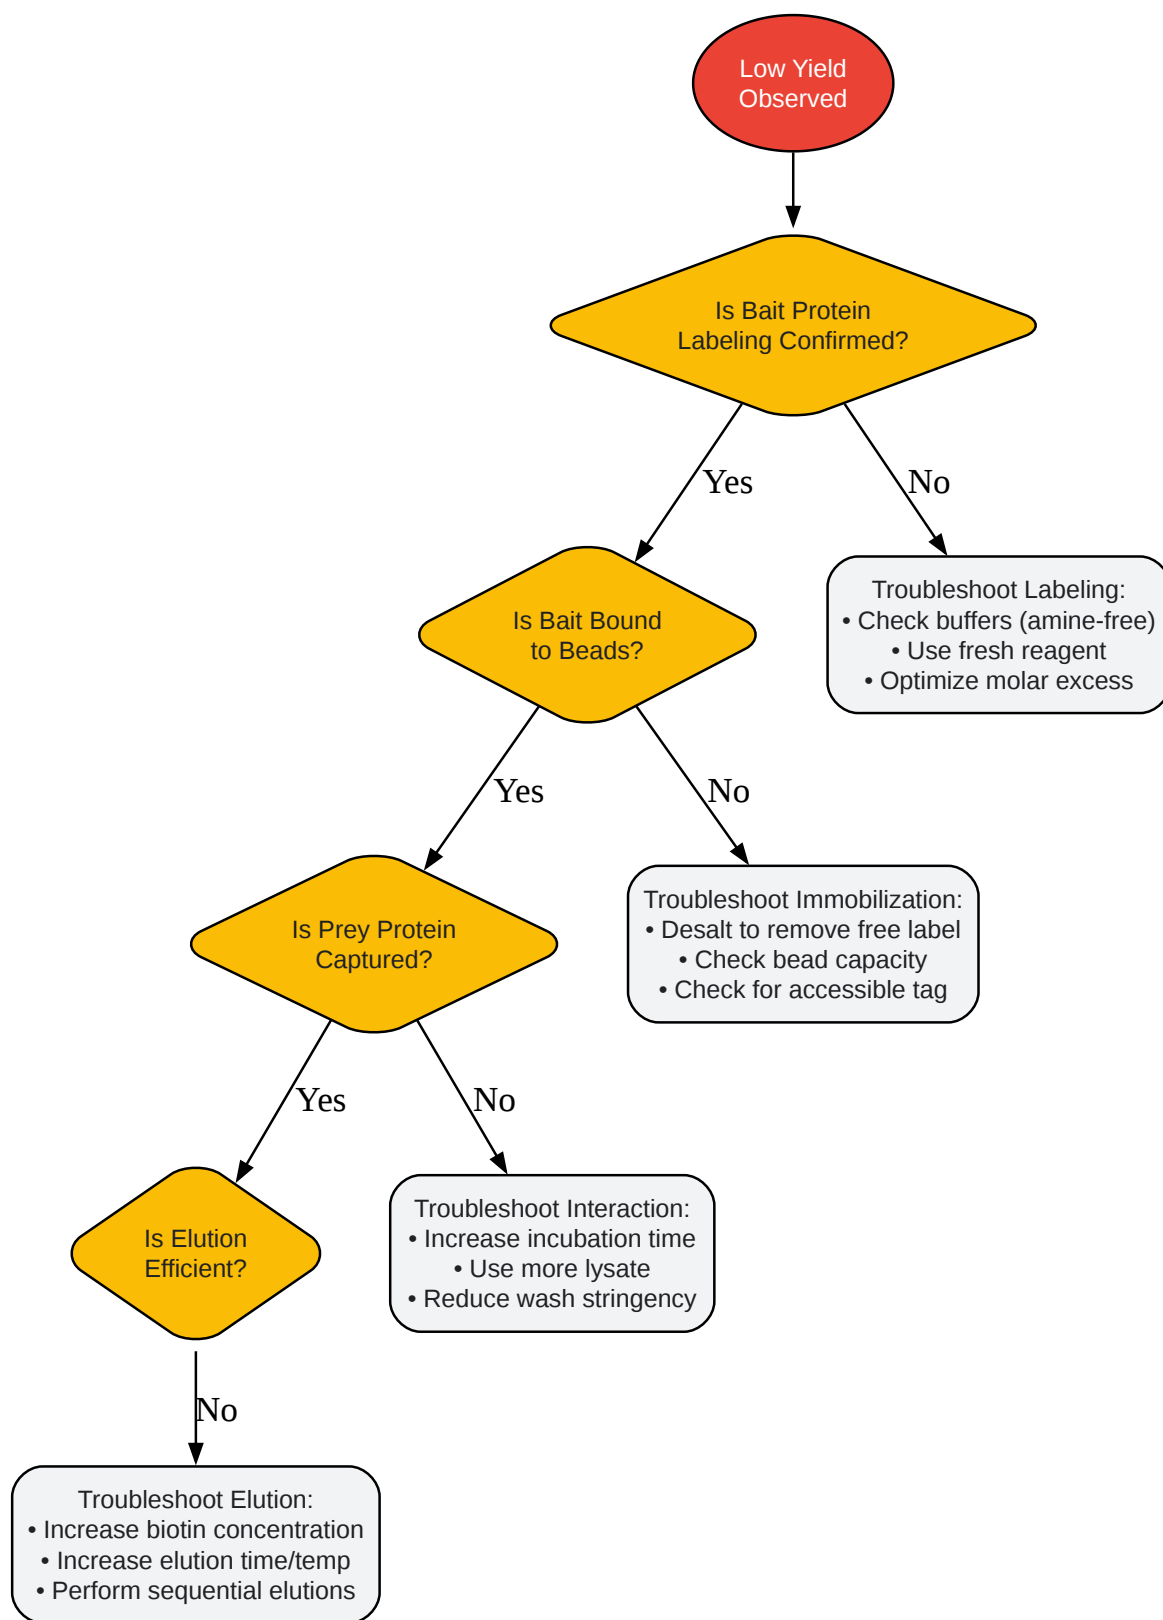 Low Yield
Observed
Is Bait Protein
Labeling Confirmed?
Yes
No
Is Bait Bound
to Beads?
Troubleshoot Labeling:
• Check buffers (amine-free)
• Use fresh reagent
• Optimize molar excess
Yes
No
Is Prey Protein
Captured?
Troubleshoot Immobilization:
• Desalt to remove free label
• Check bead capacity
• Check for accessible tag
Yes
No
Is Elution
Efficient?
Troubleshoot Interaction:
• Increase incubation time
• Use more lysate
• Reduce wash stringency
No
Troubleshoot Elution:
• Increase biotin concentration
• Increase elution time/temp
• Perform sequential elutions